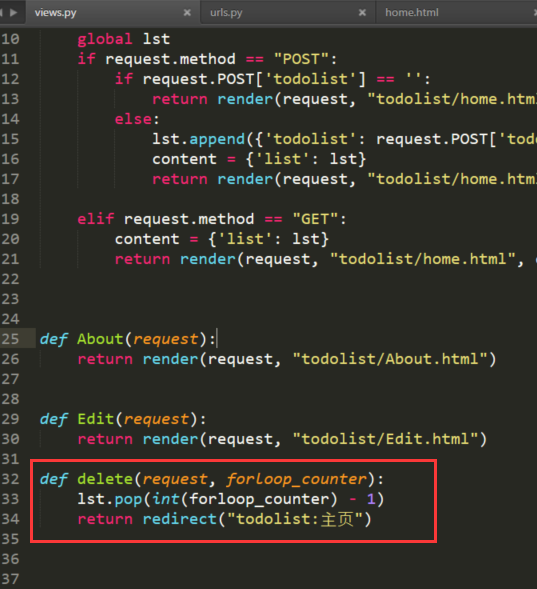 views.py × urls.py × home.html
10 global lst
11 if request.method == "POST":
12 if request.POST['todolist'] == '':
13 return render(request, "todolist/home.htm
14 else:
15 lst.append({'todolist': request.POST['tod
16 content = {'list': lst}
17 return render(request, "todolist/home.htm
18
19 elif request.method == "GET":
20 content = {'list': lst}
21 return render(request, "todolist/home.html",
22
23
24
25 def About(request):
26 return render(request, "todolist/About.html")
27
28
29 def Edit(request):
30 return render(request, "todolist/Edit.html")
31
32 def delete(request, forloop_counter):
33 lst.pop(int(forloop_counter) - 1)
34 return redirect("todolist:主页")
35
36
37